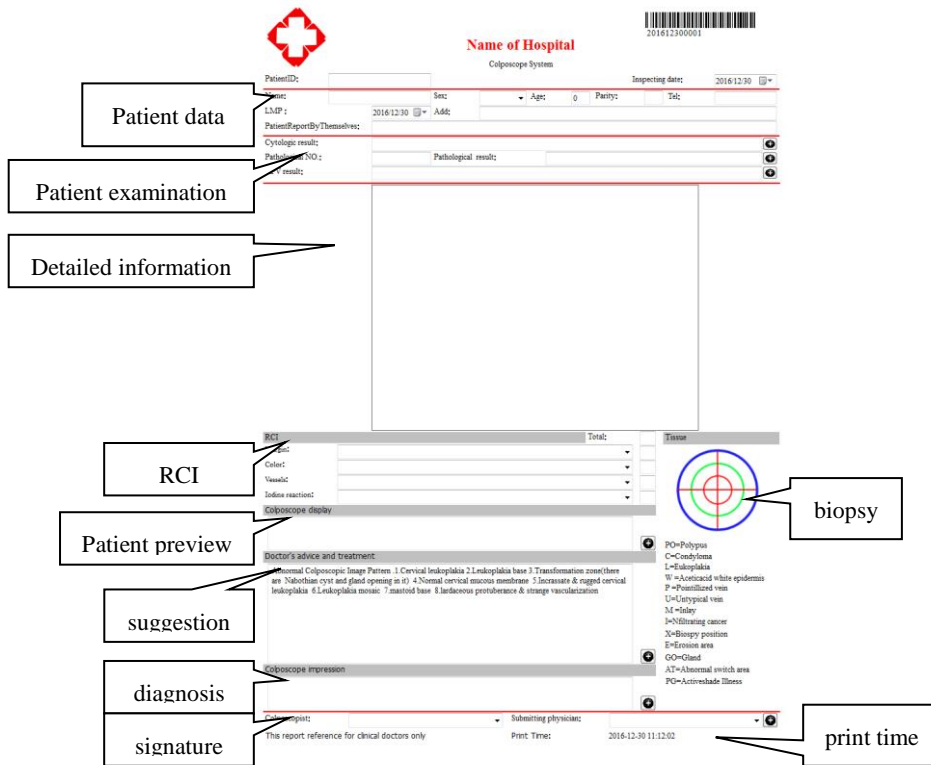 201612300001
Name of Hospital
Colposcope System
PatientID: Inspecting date: 2016/12/30
Patient data
Name: Sex: Age: 0 Parity: Tel:
LMP : 2016/12/30 Add:
PatientReportByThemselves:
Cytologic result:
Patient examination
Pathological NO.: Pathological result:
V result:
Detailed information
RCI Total: Tissue
RCI
Color:
Vessels:
Iodine reaction:
biopsy
Colposcope display
Patient preview
PO=Polypus
C=Condyloma
L=Eukoplakia
W =Aceticacid white epidermis
P =Pointillized vein
U=Untypical vein
M =Inlay
I=Nfiltrating cancer
X=Biospy position
E=Erosion area
GO=Gland
AT=Abnormal switch area
PG=Activeshade Illness
Doctor's advice and treatment
Abnormal Colposcopic Image Pattern .1.Cervical leukoplakia 2.Leukoplakia base 3.Transformation zone(there
are Nabothian cyst and gland opening in it) 4.Normal cervical mucous membrane 5.Incrassate & rugged cervical
leukoplakia 6.Leukoplakia mosaic 7.mastoid base 8.lardaceous protuberance & strange vascularization
suggestion
Colposcope impression
diagnosis
Colposcopist: Submitting physician:
signature
This report reference for clinical doctors only Print Time: 2016-12-30 11:12:02
print time